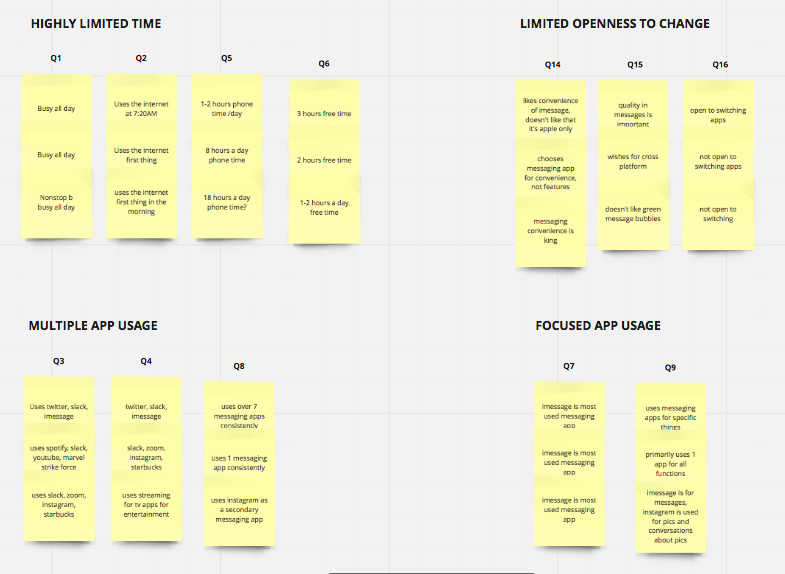 HIGHLY LIMITED TIME
Q1
Busy all day
Busy all day
Nonstop b
busy all day
Q2
Uses the internet
at 7:20AM
Uses the internet
first thing
uses the internet
first thing in the
morning
Q5
1-2 hours phone
time /day
8 hours a day
phone time
18 hours a day
phone time?
Q6
3 hours free time
2 hours free time
1-2 hours a day
free time
LIMITED OPENNESS TO CHANGE
Q14
likes convenience
of imessage,
doesn't like that
it's apple only
chooses
messaging app
for convenience,
not features
messaging
convenience is
king
Q15
quality in
messages is
important
wishes for cross
platform
doesn't like green
message bubbles
Q16
open to switching
apps
not open to
switching apps
not open to
switching
MULTIPLE APP USAGE
Q3
Uses twitter, slack,
imessage
uses spotify, slack,
youtube, marvel
strike force
uses slack, zoom,
instagram,
starbucks
Q4
twitter, slack,
imessage
slack, zoom,
instagram,
starbucks
uses streaming
for tv apps for
entertainment
Q8
uses over 7
messaging apps
consistently
uses 1 messaging
app consistently
uses instagram as
a secondary
messaging app
FOCUSED APP USAGE
Q7
imessage is most
used messaging
app
imessage is most
used messaging
app
imessage is most
used messaging
app
Q9
uses messaging
apps for specific
things
primarily uses 1
app for all
functions
imessage is for
messages,
instagram is used
for pics and
conversations
about pics